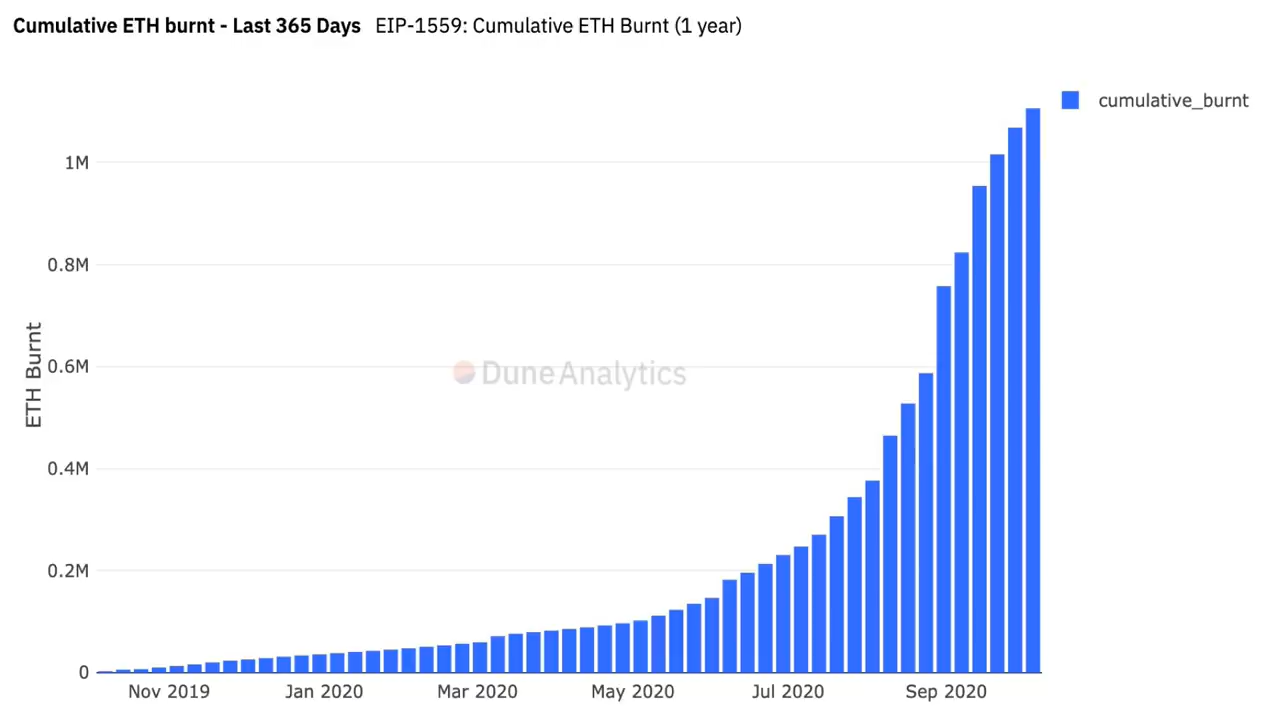 Cumulative ETH burnt - Last 365 Days EIP-1559: Cumulative ETH Burnt (1 year)
cumulative_burnt
1M
0.8M
0.6M
0.4M
0.2M
0
ETH Burnt
Dune Analytics
Nov 2019 Jan 2020 Mar 2020 May 2020 Jul 2020 Sep 2020